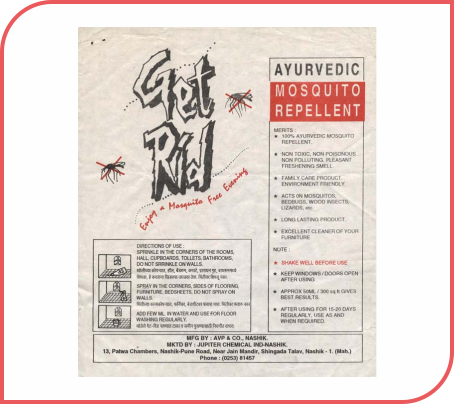 Get
Rid
Enjoy a Mosquito Free Evening
AYURVEDIC
MOSQUITO
REPELLENT
MERITS :
★ 100% AYURVEDIC MOSQUITO
REPELLENT.
★ NON TOXIC, NON POISONOUS
NON POLLUTING, PLEASANT
FRESHENING SMELL.
★ FAMILY CARE PRODUCT
ENVIRONMENT FRIENDLY.
★ ACTS ON MOSQUITOS,
BEDBUGS, WOOD INSECTS,
LIZARDS, etc.
★ LONG LASTING PRODUCT.
★ EXCELLENT CLEANER OF YOUR
FURNITURE
NOTE :
★ SHAKE WELL BEFORE USE
★ KEEP WINDOWS / DOORS OPEN
AFTER USING.
★ APPROX 50ML / 300 sq.ft GIVES
BEST RESULTS.
★ AFTER USING FOR 15-20 DAYS
REGULARLY, USE AS AND
WHEN REQUIRED.
DIRECTIONS OF USE :
SPRINKLE IN THE CORNERS OF THE ROOMS,
HALL, CUPBOARDS, TOILETS, BATHROOMS,
DO NOT SPRINKLE ON WALLS.
SPRAY IN THE CORNERS, SIDES OF FLOORING,
FURNITURE, BEDSHEETS, DO NOT SPRAY ON
WALLS.
ADD FEW ML. IN WATER AND USE FOR FLOOR
WASHING REGULARLY.
MFG BY : AVP & CO., NASHIK.
MKTD BY : JUPITER CHEMICAL IND-NASHIK.
13, Patwa Chambers, Nashik-Pune Road, Near Jain Mandir, Shingada Talav, Nashik - 1. (Mah.)
Phone : (0253) 81457